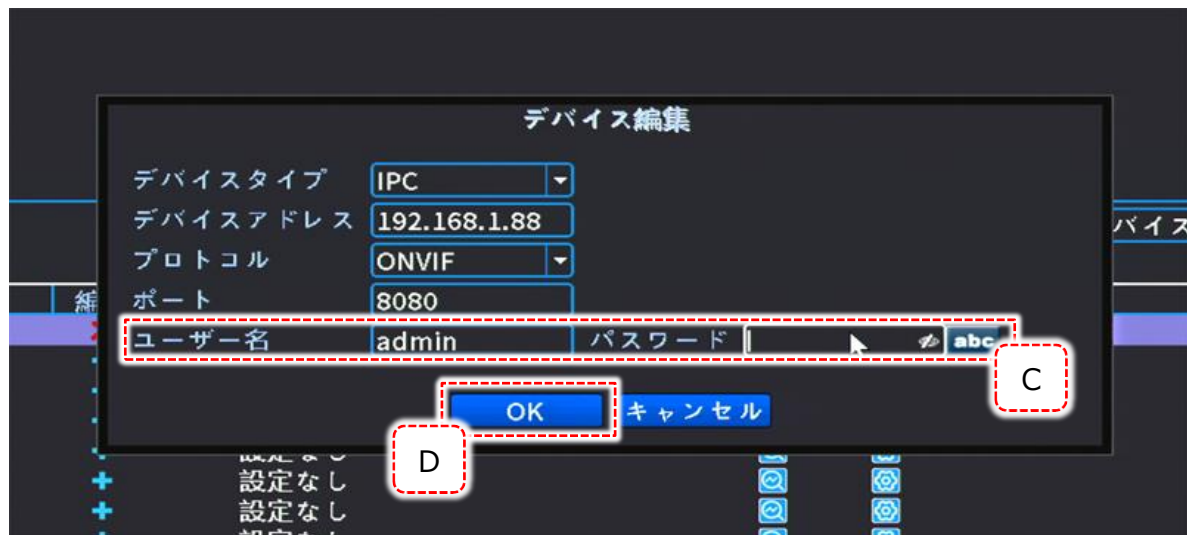 デバイス編集
デバイスタイプ IPC
デバイスアドレス 192.168.1.88
バイス
プロトコル ONVIF
編
ポート 8080
ユーザー名 admin パスワード abc
C
OK キャンセル
D
設定なし
設定なし